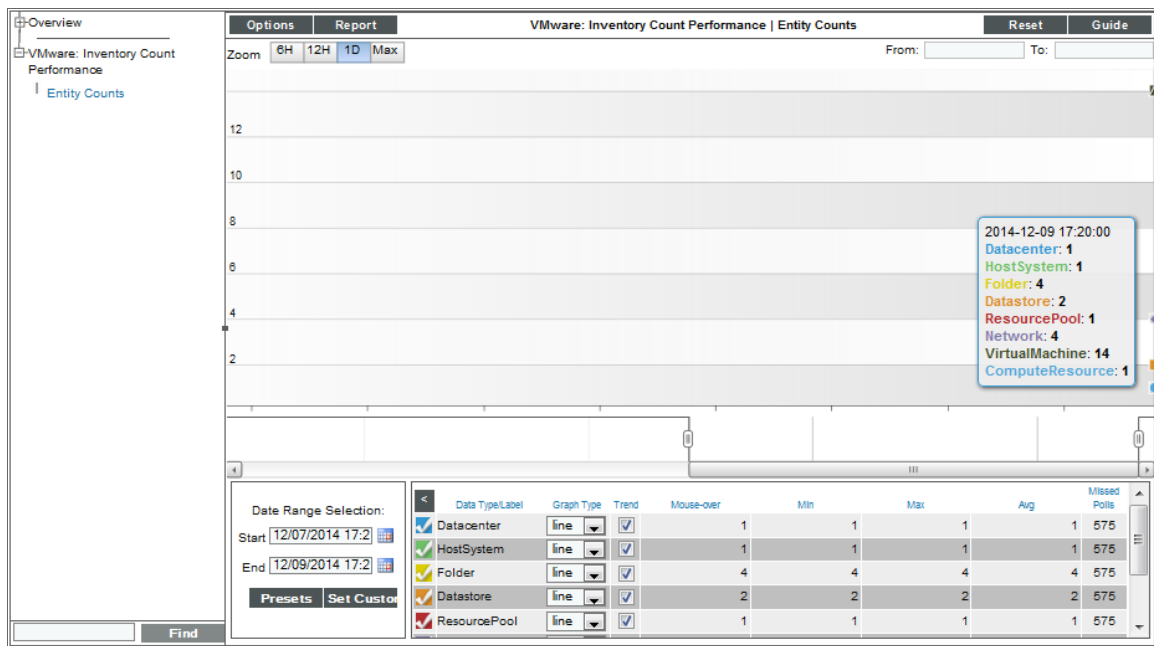 Overview
VMware: Inventory Count
Performance
Entity Counts
Find
Options Report VMware: Inventory Count Performance | Entity Counts Reset Guide
Zoom 6H 12H 1D Max From: To:
12
10
8
6
4
2
2014-12-09 17:20:00
Datacenter: 1
HostSystem: 1
Folder: 4
Datastore: 2
ResourcePool: 1
Network: 4
VirtualMachine: 14
ComputeResource: 1
Date Range Selection:
Start 12/07/2014 17:2
End 12/09/2014 17:2
Presets Set Custo
< Data Type/Label Graph Type Trend Mouse-over Min Max Avg Missed Polls
Datacenter line 1 1 1 1 575
HostSystem line 1 1 1 1 575
Folder line 4 4 4 4 575
Datastore line 2 2 2 2 575
ResourcePool line 1 1 1 1 575